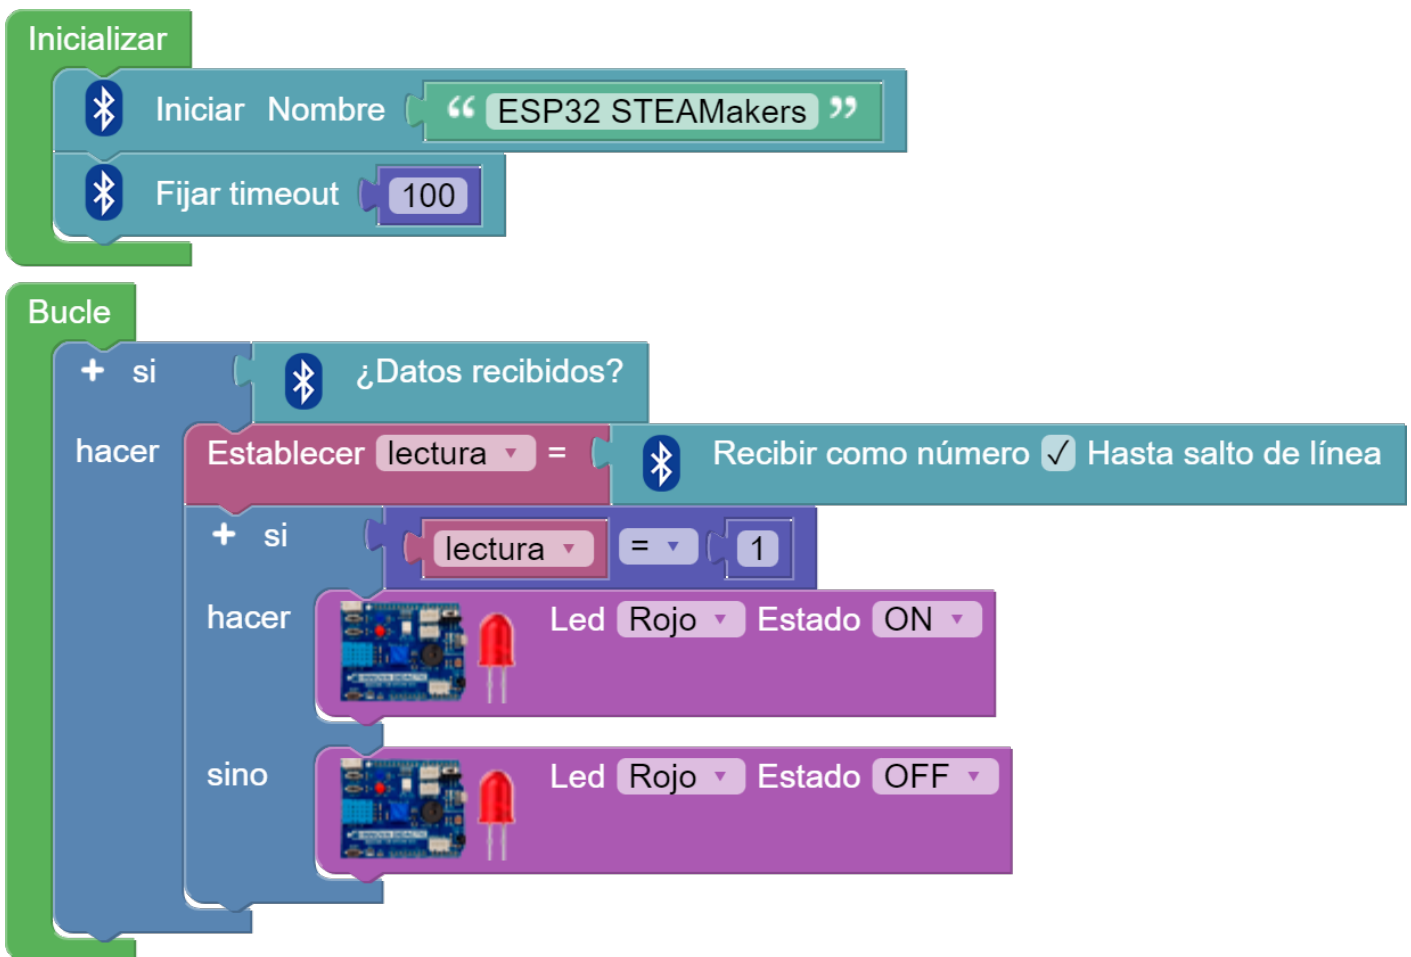 Inicializar
Iniciar Nombre “ ESP32 STEAMakers ”
Fijar timeout 100
Bucle
+ si ¿Datos recibidos?
hacer Establecer lectura = Recibir como número ✓ Hasta salto de línea
+ si lectura = 1
hacer Led Rojo Estado ON
sino Led Rojo Estado OFF